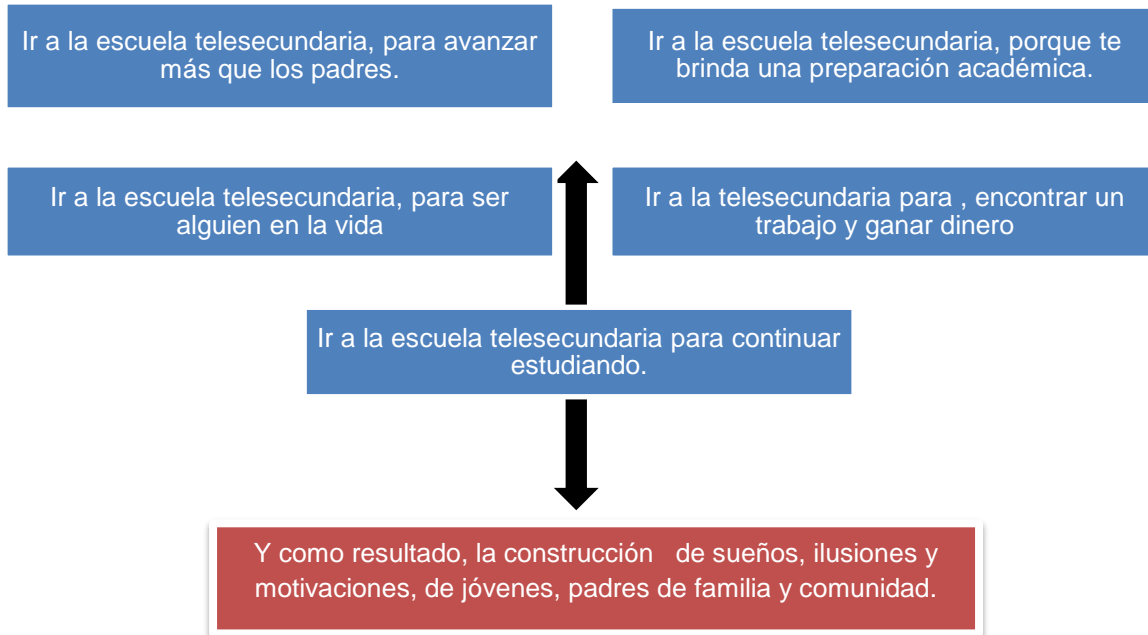 Ir a la escuela telesecundaria, para avanzar
más que los padres.
Ir a la escuela telesecundaria, porque te
brinda una preparación académica.
Ir a la escuela telesecundaria, para ser
alguien en la vida
Ir a la telesecundaria para , encontrar un
trabajo y ganar dinero
Ir a la escuela telesecundaria para continuar
estudiando.
Y como resultado, la construcción de sueños, ilusiones y
motivaciones, de jóvenes, padres de familia y comunidad.